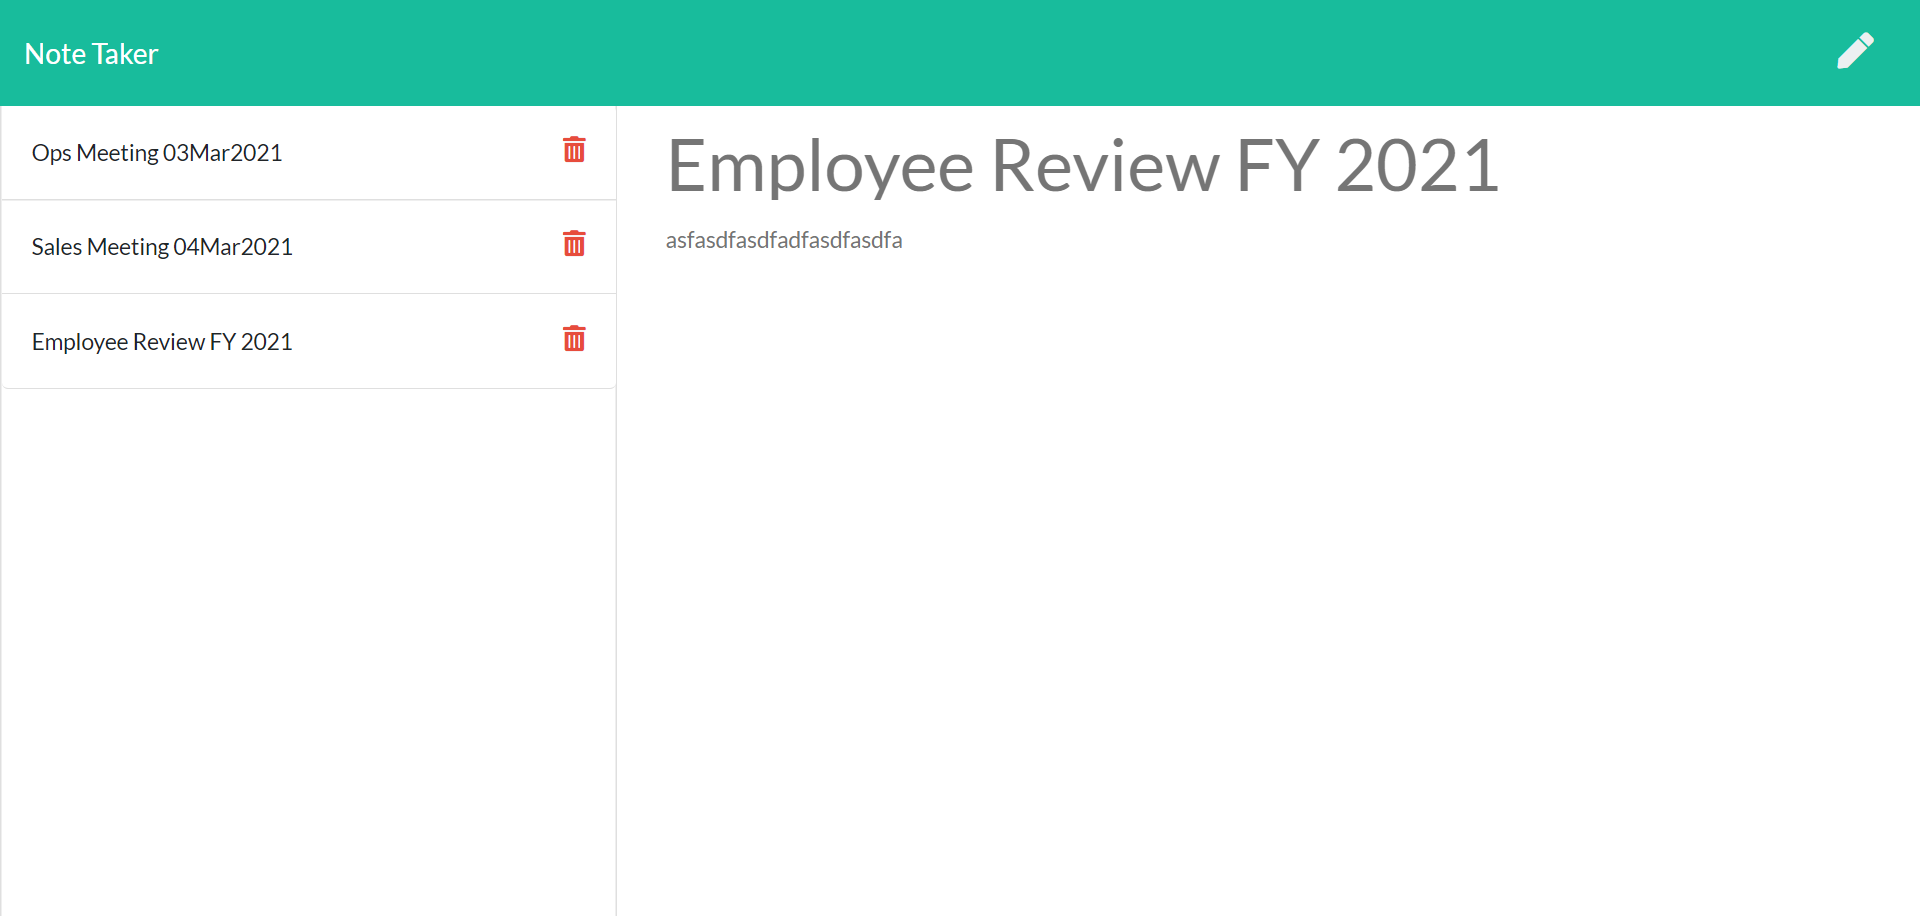 Note Taker
Ops Meeting 03Mar2021
Sales Meeting 04Mar2021
Employee Review FY 2021
Employee Review FY 2021
asfasdfasdfadfasdfasdfa